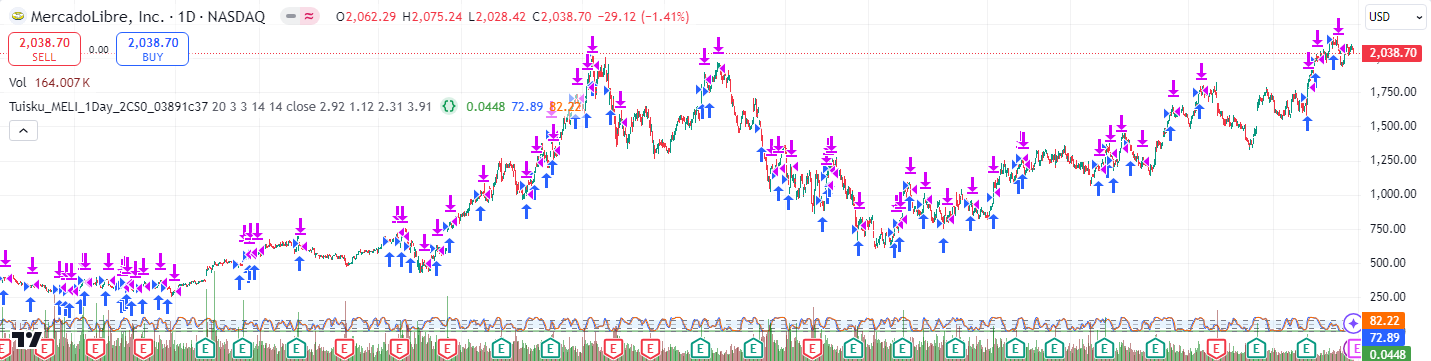 MercadoLibre, Inc. · 1D · NASDAQ O2,062.29 H2,075.24 L2,028.42 C2,038.70 −29.12 (−1.41%) USD
2,038.70 SELL 0.00 2,038.70 BUY
2,038.70
Vol 164.007 K
Tuisku_MELI_1Day_2CS0_03891c37 20 3 3 14 14 close 2.92 1.12 2.31 3.91 {} 0.0448 72.89 82.22
1,750.00
1,500.00
1,250.00
1,000.00
750.00
500.00
250.00
82.22
72.89
0.0448
E E E E E E E E E E E E E E E E E E E E E E E E E E